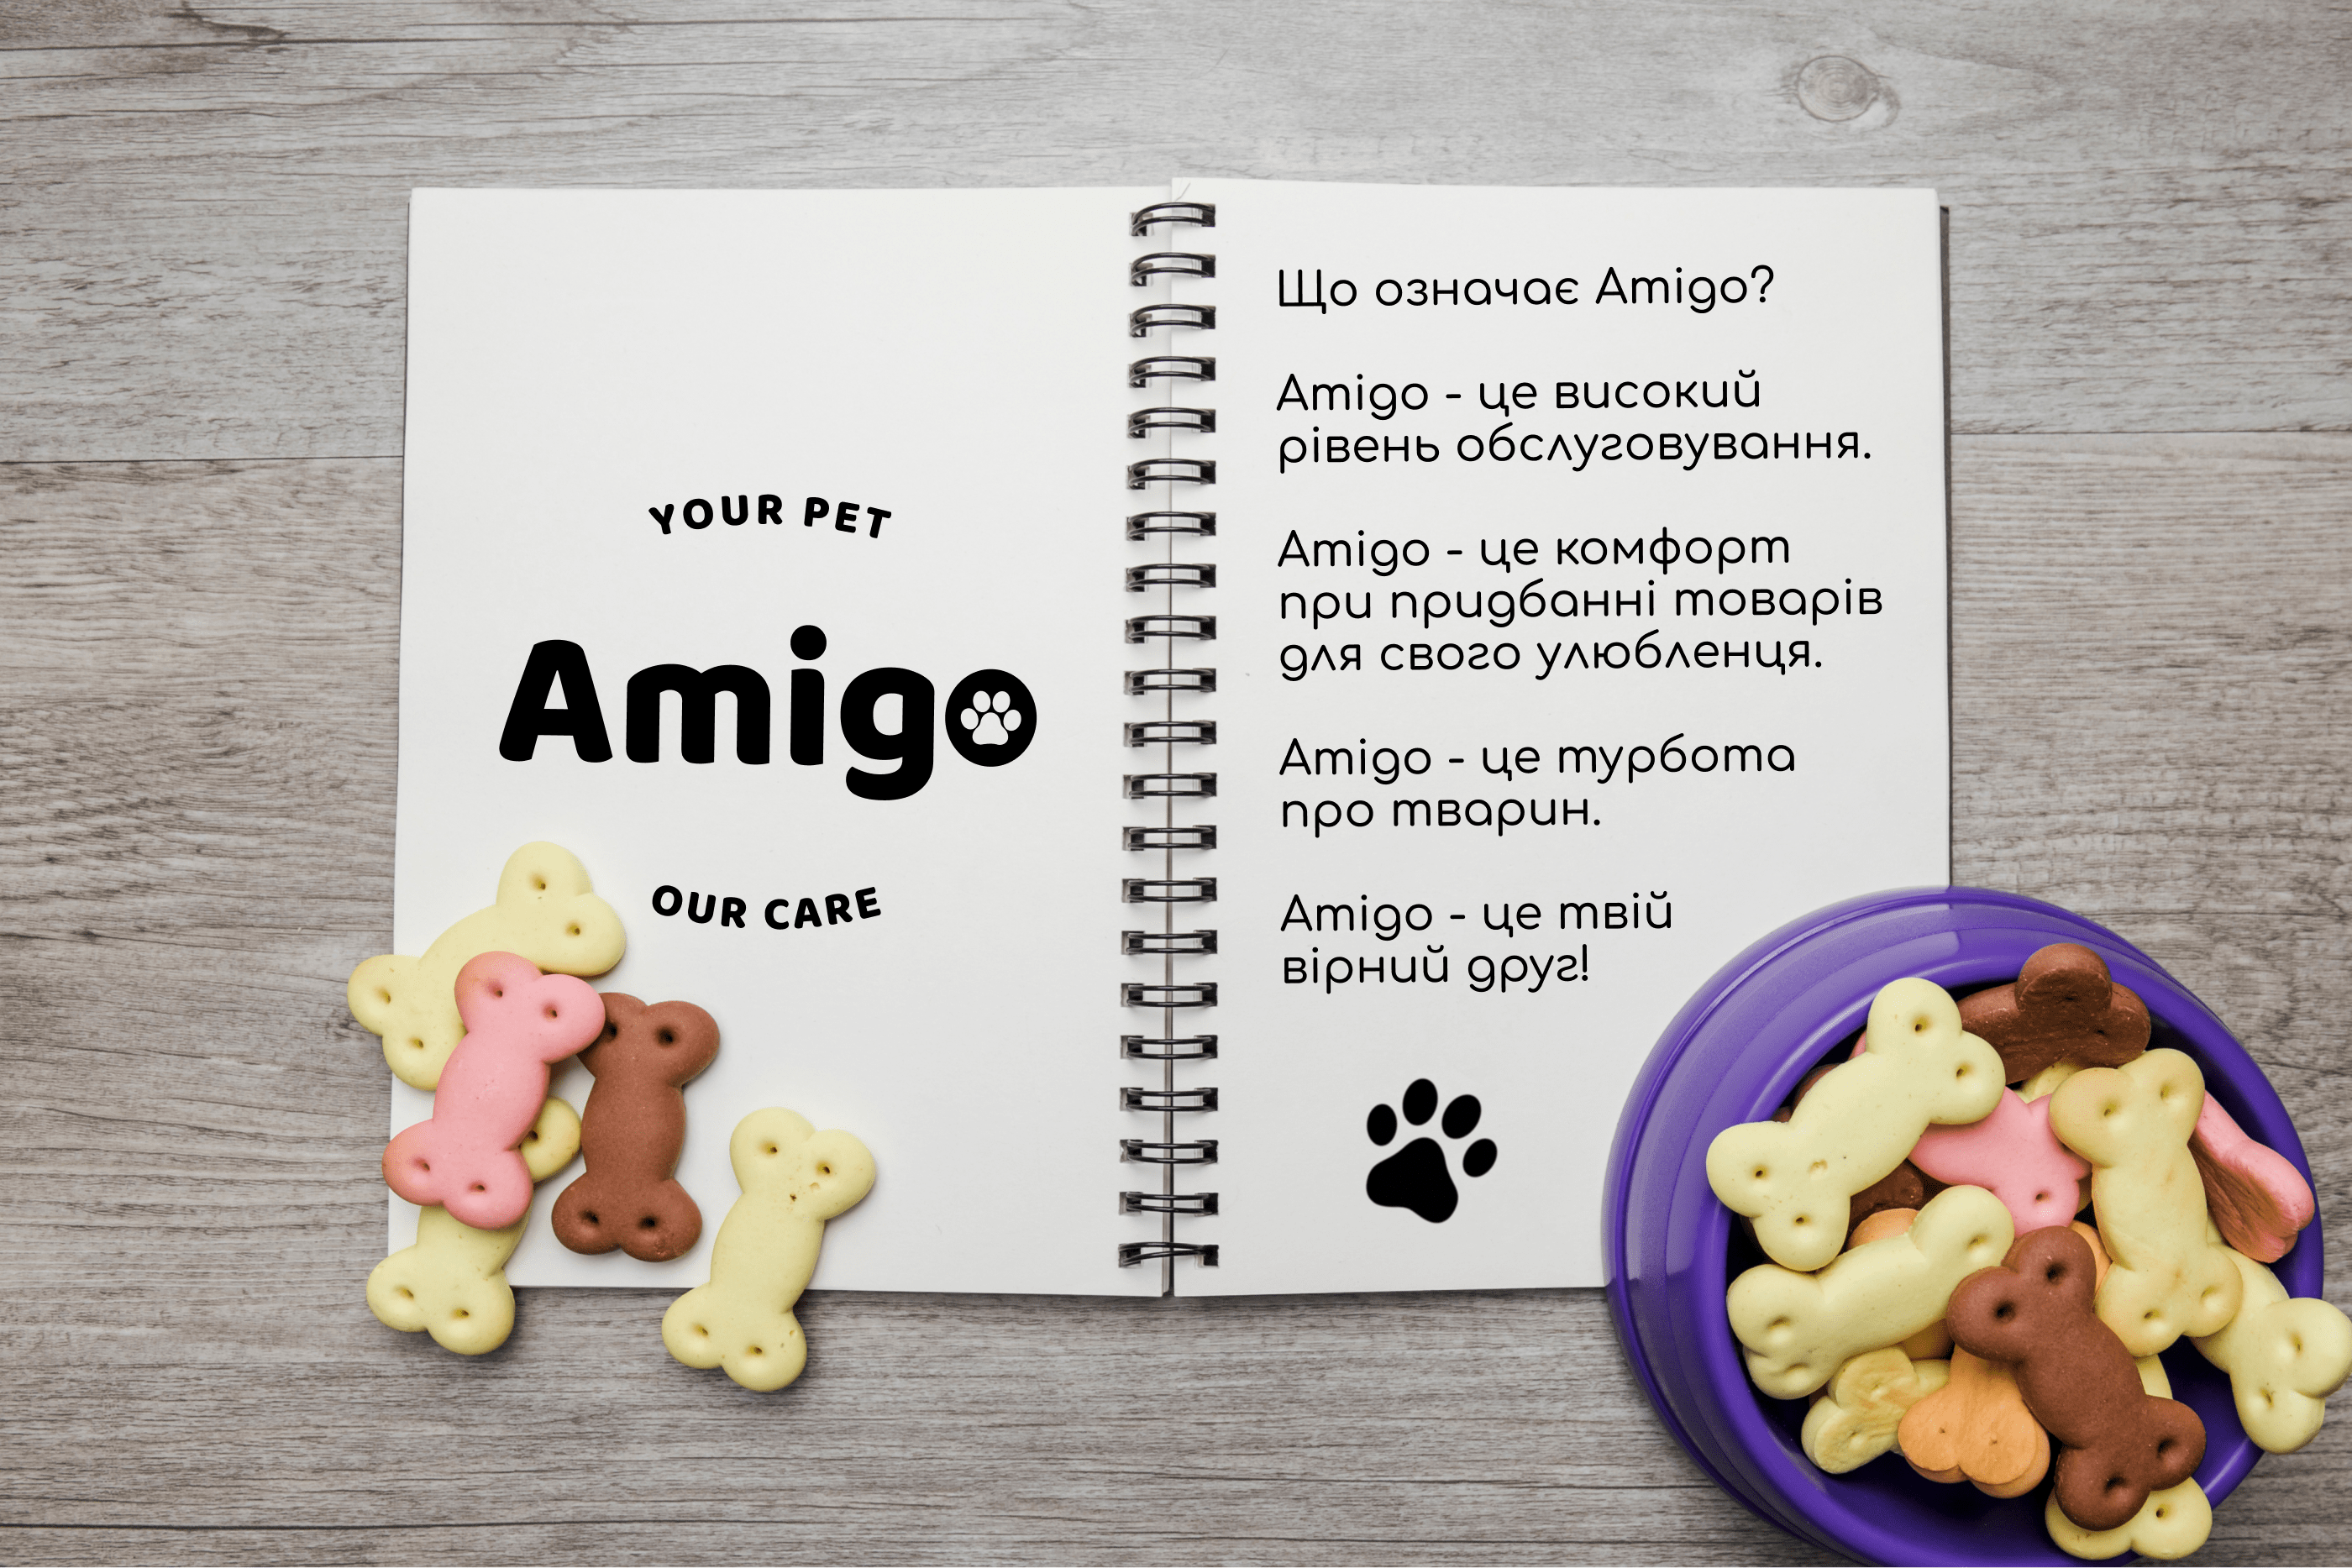 YOUR PET
Amigo
OUR CARE
Що означає Amigo?
Amigo - це високий
рівень обслуговування.
Amigo - це комфорт
при придбанні товарів
для свого улюбленця.
Amigo - це турбота
про тварин.
Amigo - це твій
вірний друг!